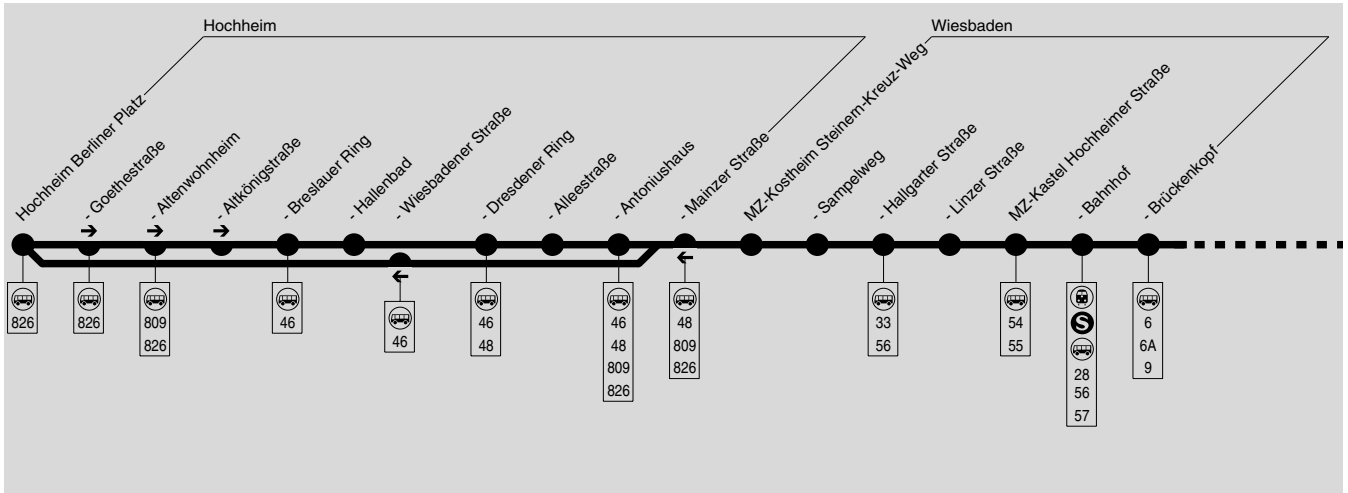 Hochheim
Wiesbaden
Hochheim Berliner Platz
- Goethestraße
- Altenwohnheim
- Altkönigstraße
- Breslauer Ring
- Hallenbad
- Wiesbadener Straße
- Dresdener Ring
- Alleestraße
- Antoniushaus
- Mainzer Straße
MZ-Kostheim Steinern-Kreuz-Weg
- Sampelweg
- Hallgarter Straße
- Linzer Straße
MZ-Kastel Hochheimer Straße
- Bahnhof
- Brückenkopf
826
826
809
826
46
46
46
48
46
48
809
826
48
809
826
33
56
54
55
S
28
56
57
6
6A
9